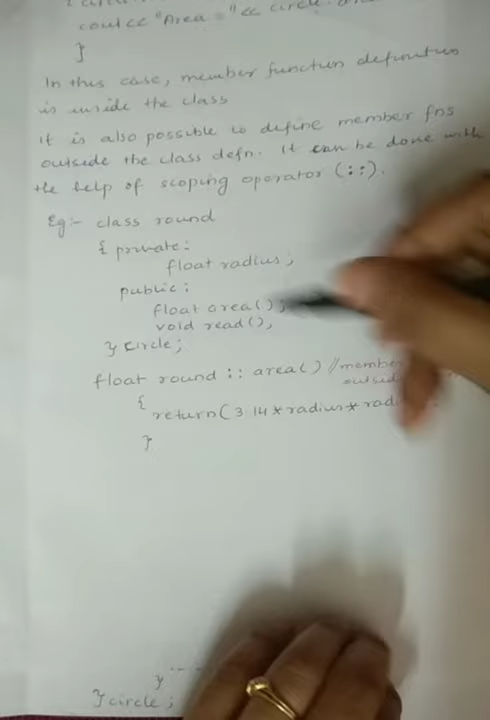 cout<< "Area = "<< circle.
}
In this case, member function definition
is inside the class
It is also possible to define member fns
outside the class defn. It can be done with
the help of scoping operator (::).
Eg:- class round
{ private:
float radius;
public:
float area();
void read();
} circle;
float round :: area() //member
outside
{
return(3.14*radius*radi
}
}
} circle;